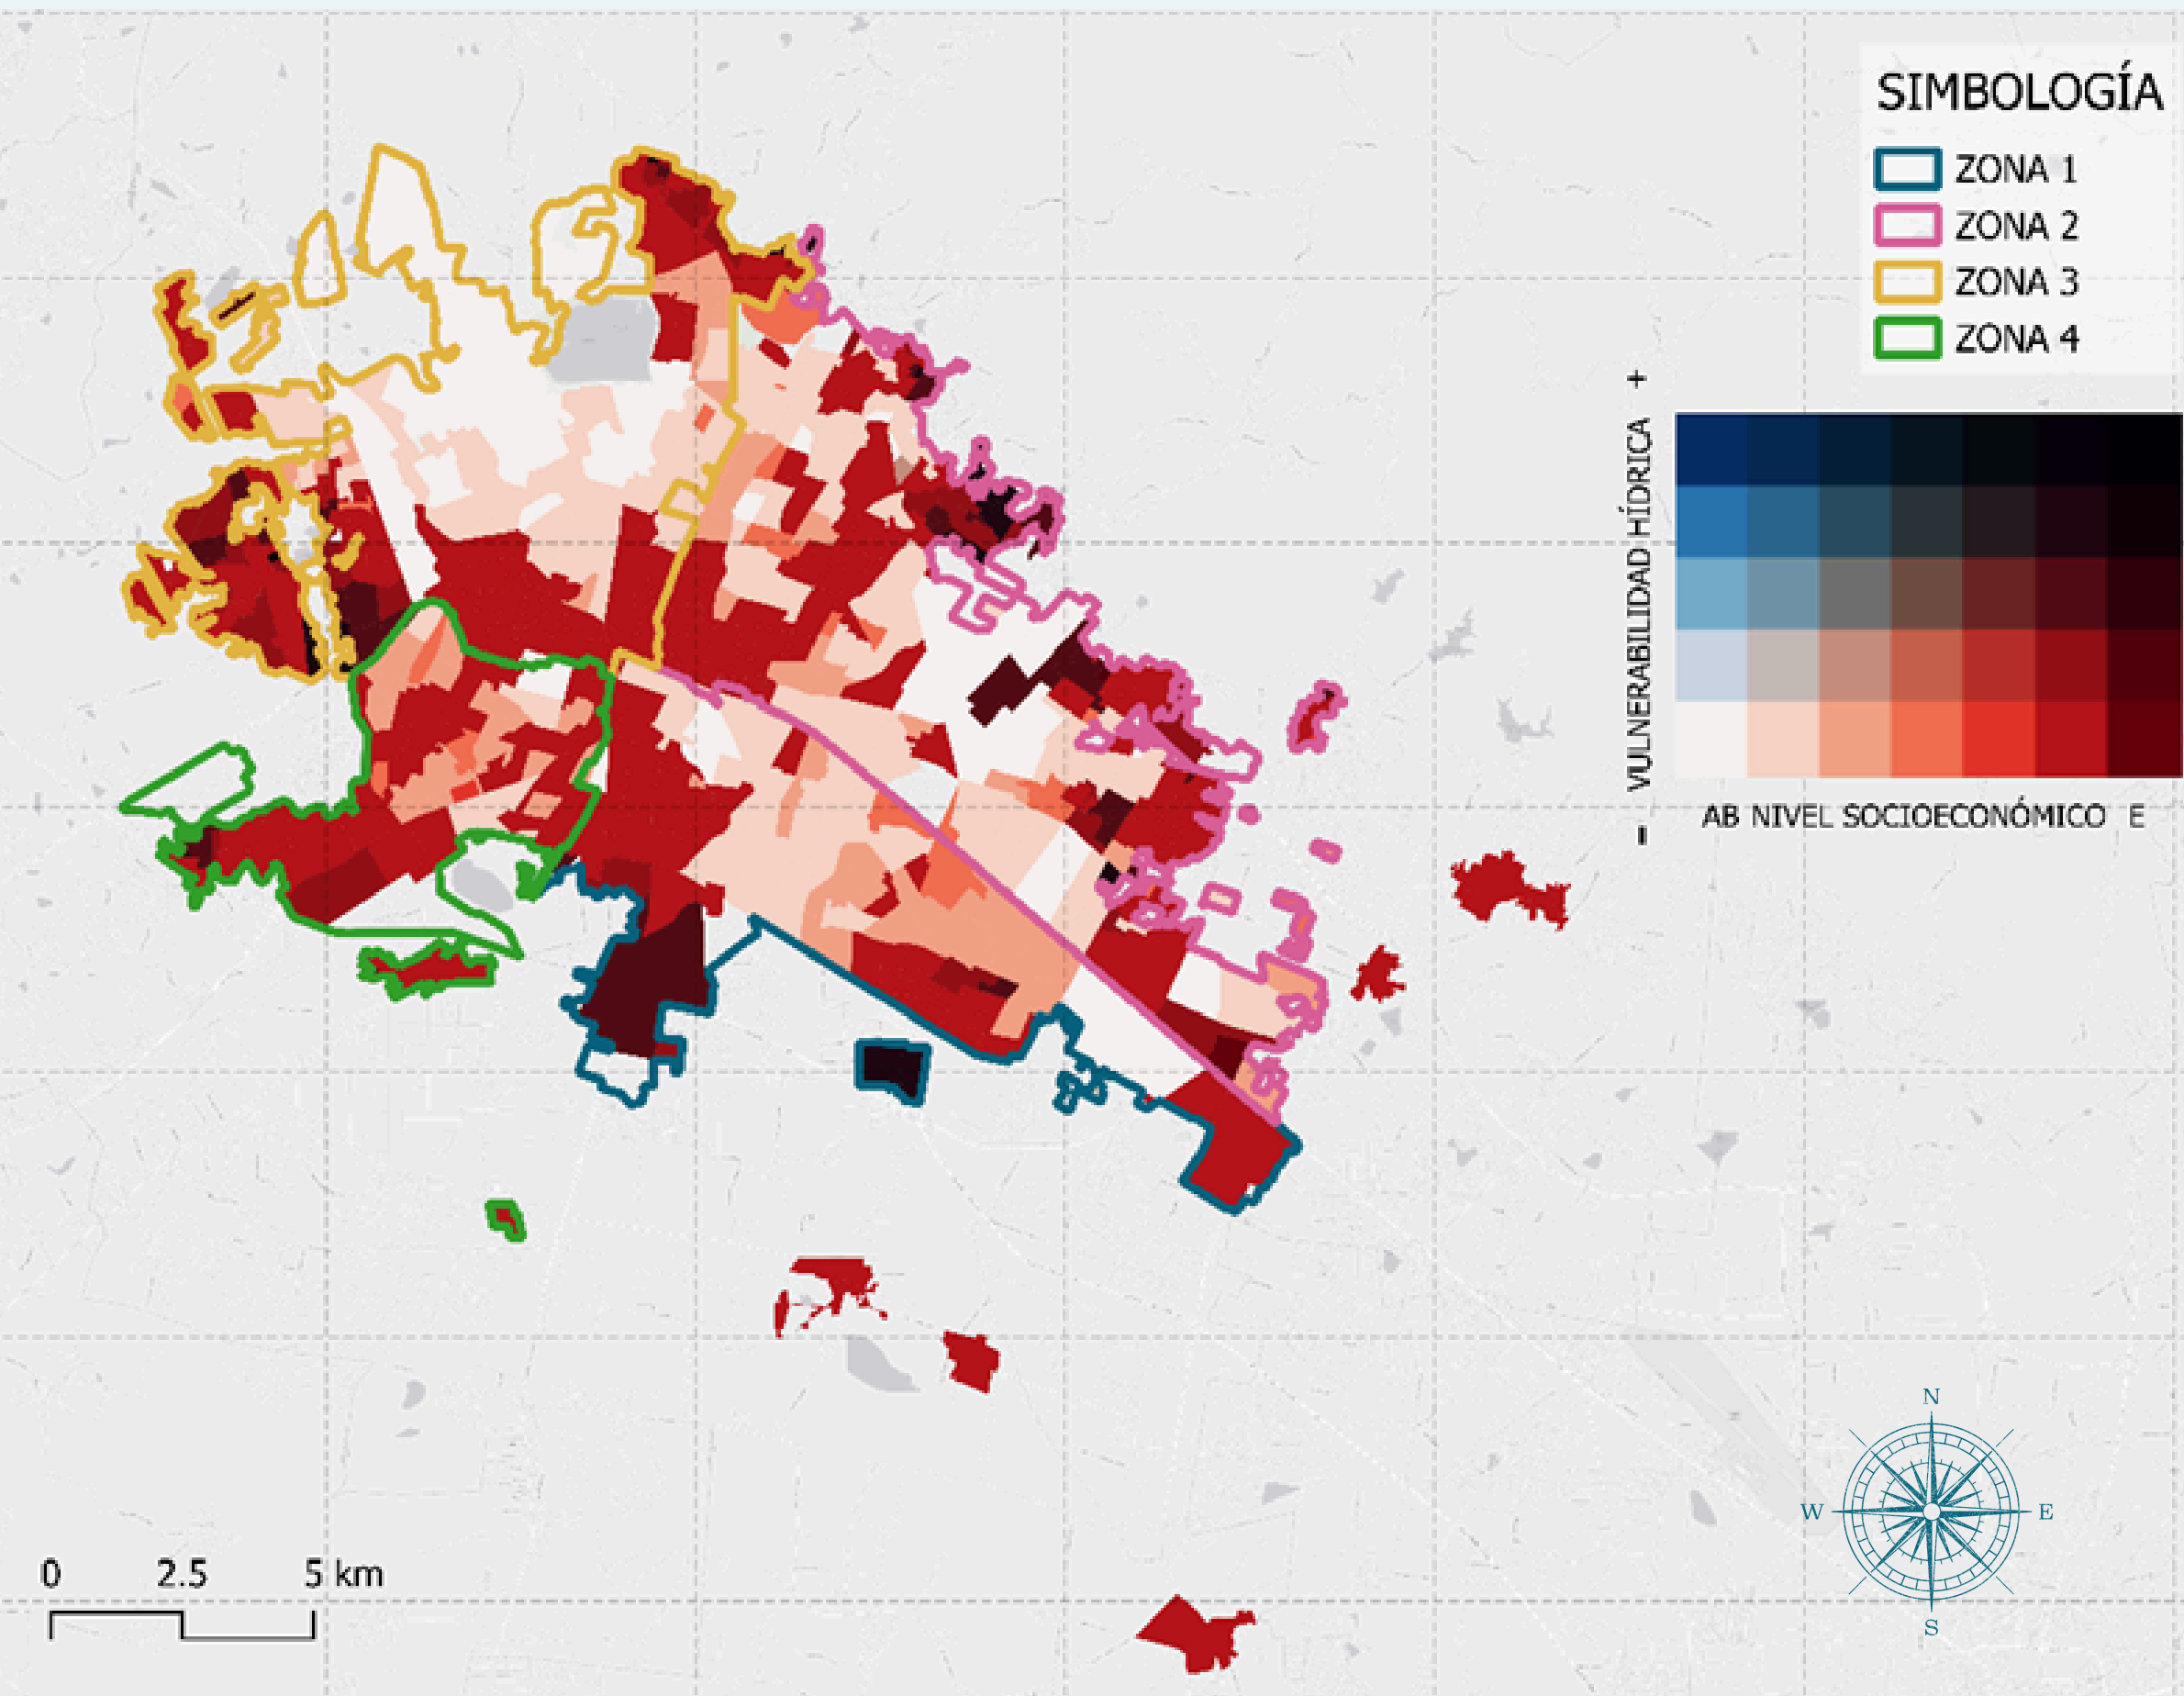 SIMBOLOGÍA
ZONA 1
ZONA 2
ZONA 3
ZONA 4
- VULNERABILIDAD HÍDRICA +
AB NIVEL SOCIOECONÓMICO E
0 2.5 5 km
N
W E
S